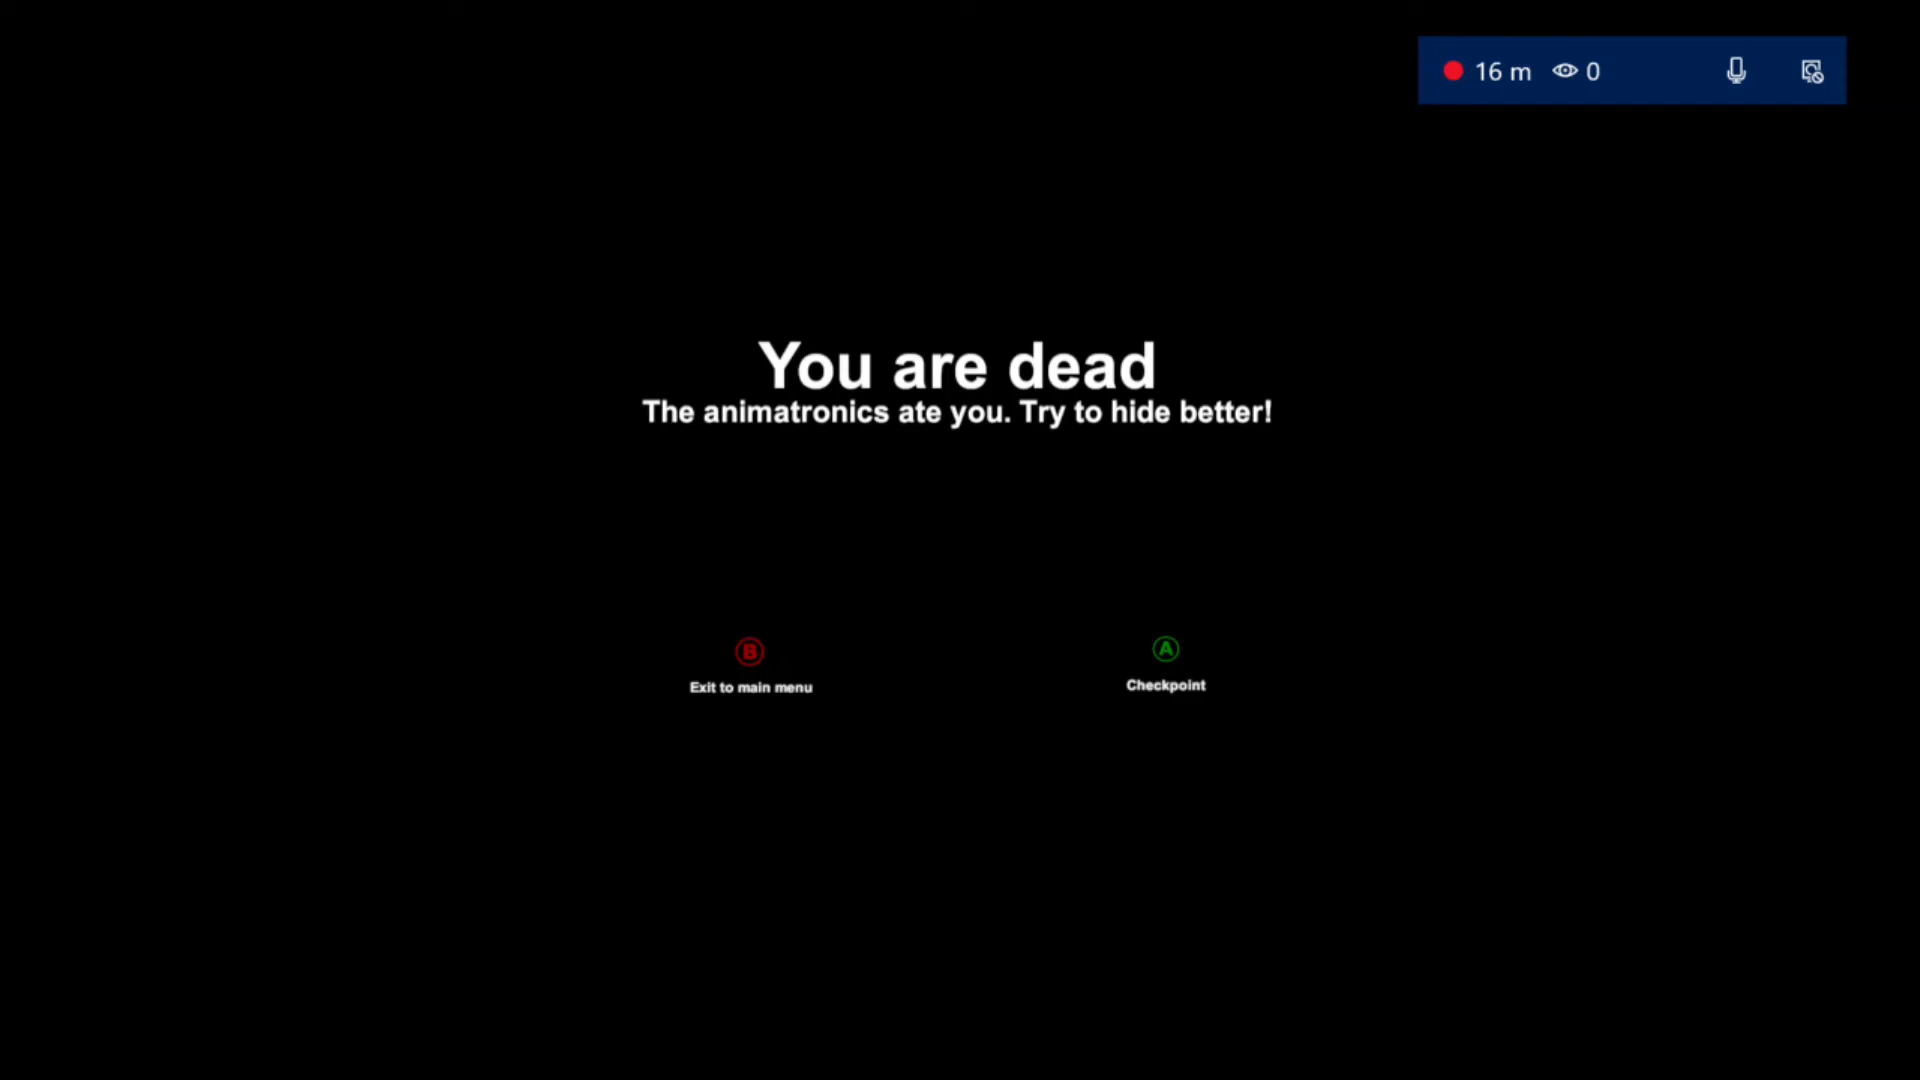 16 m 0
You are dead
The animatronics ate you. Try to hide better!
B A
Exit to main menu Checkpoint